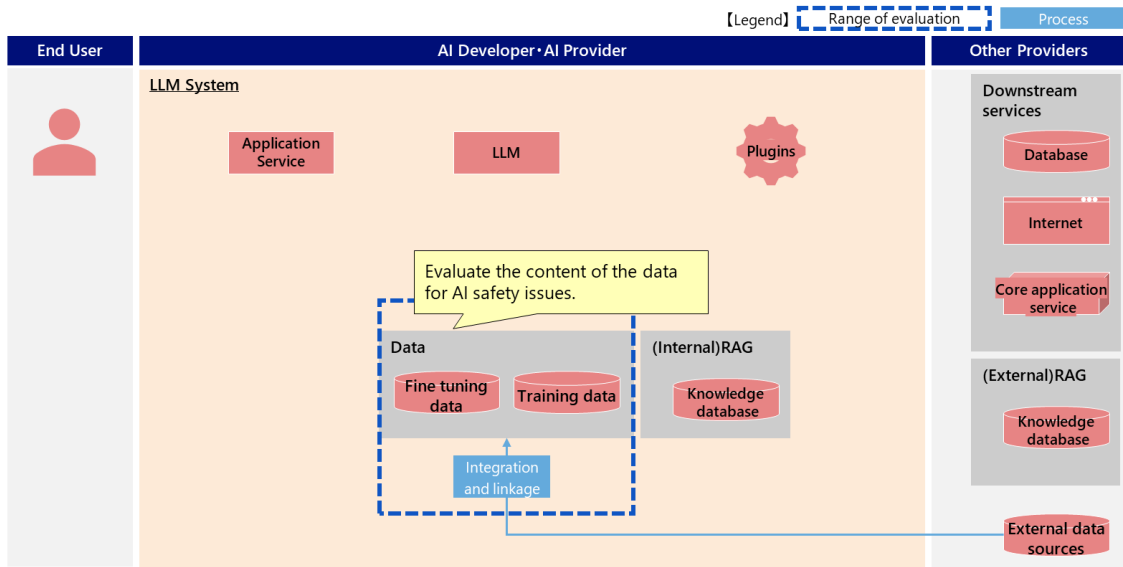 【Legend】
Range of evaluation
Process
End User
AI Developer・AI Provider
Other Providers
LLM System
Application
Service
LLM
Plugins
Downstream
services
Database
Internet
Core application
service
Evaluate the content of the data
for AI safety issues.
Data
Fine tuning
data
Training data
(Internal)RAG
Knowledge
database
(External)RAG
Knowledge
database
Integration
and linkage
External data
sources